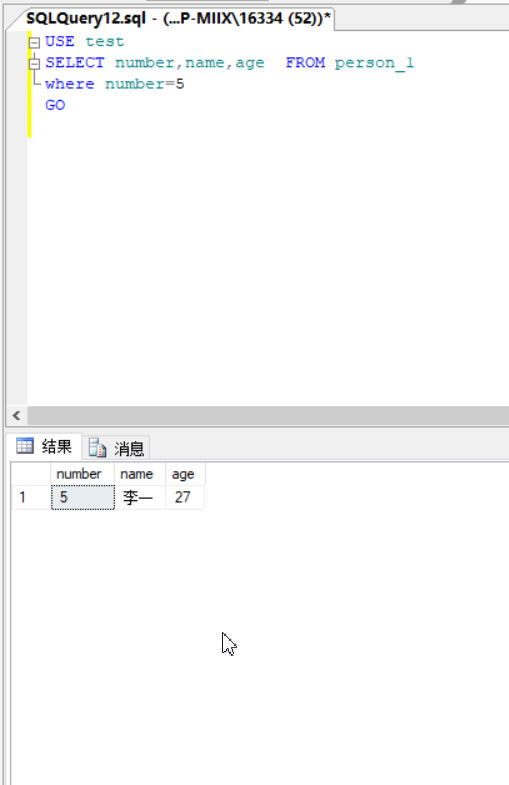 SQLQuery12.sql - (...P-MIIX\16334 (52))*
USE test
SELECT number,name,age  FROM person_1
where number=5
GO
结果 消息
number name age
1 5 李一 27